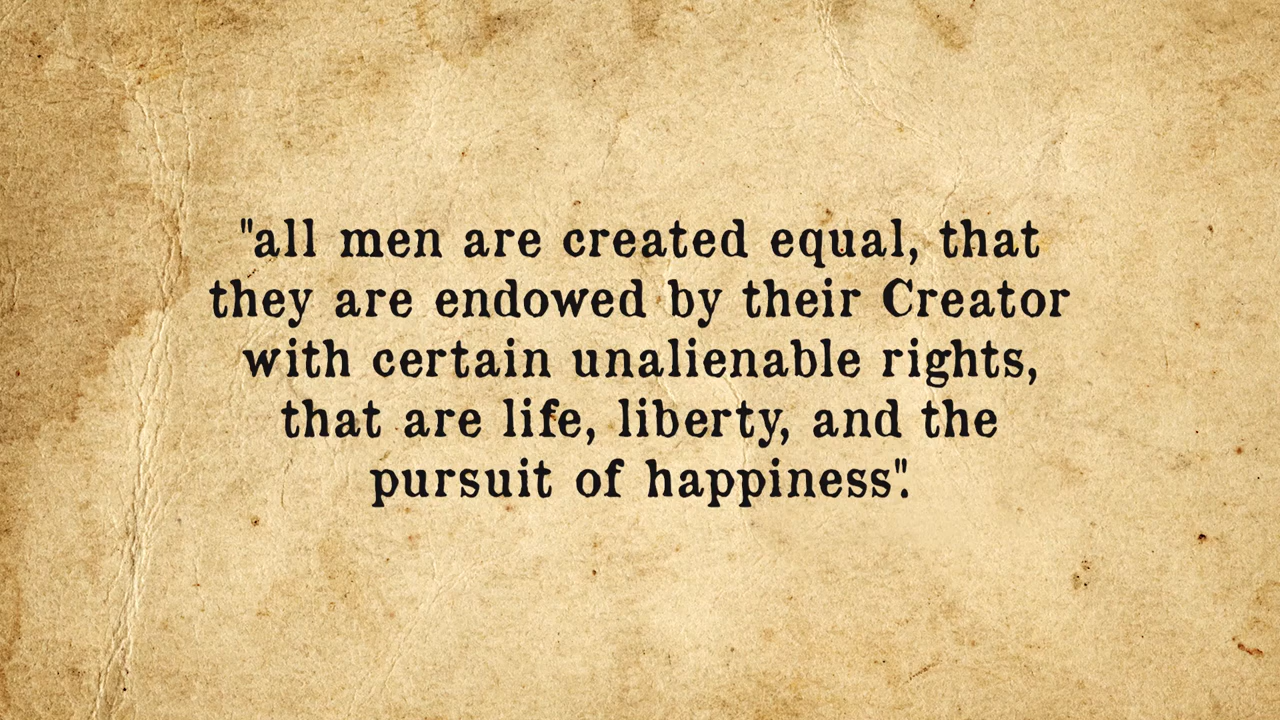 "all men are created equal, that
they are endowed by their Creator
with certain unalienable rights,
that are life, liberty, and the
pursuit of happiness".